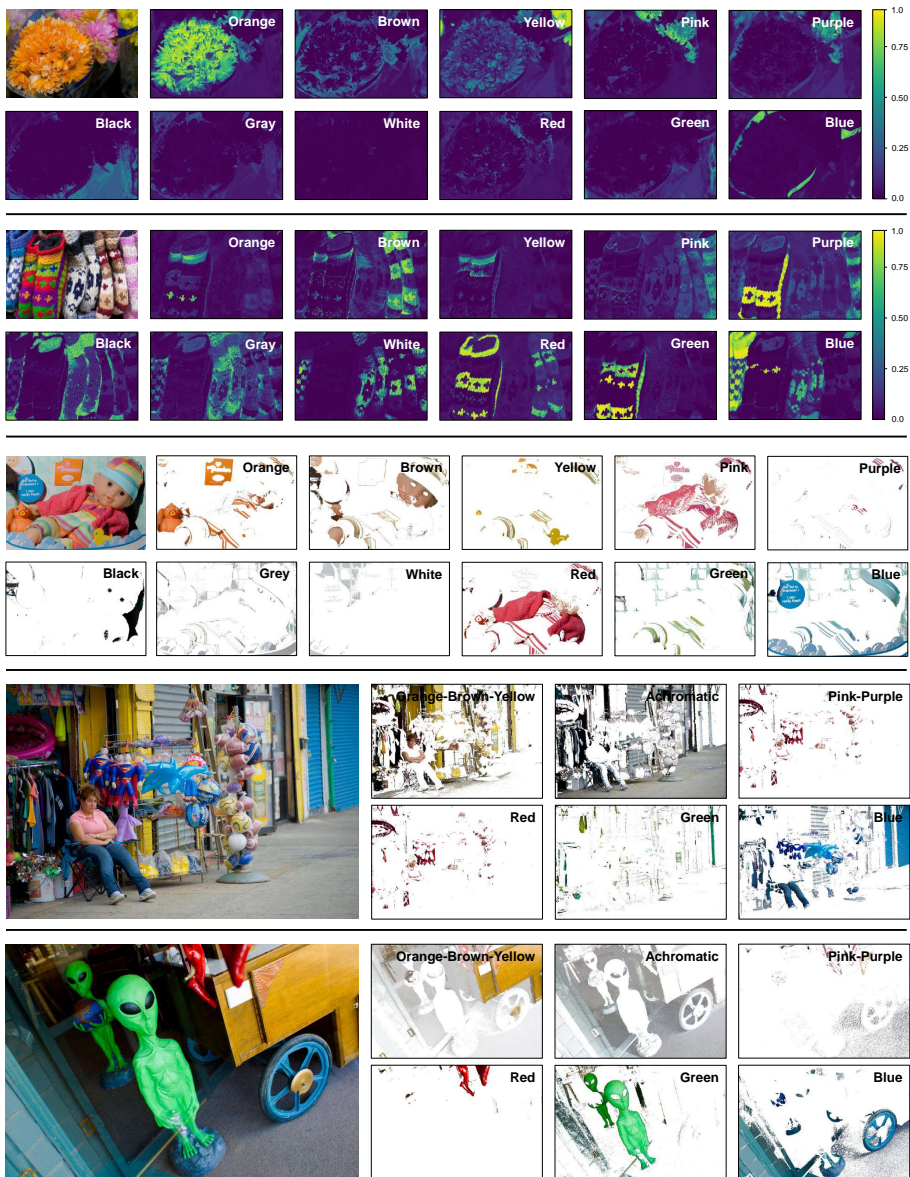 Orange Brown Yellow Pink Purple 1.0
0.75
Black Gray White Red Green Blue 0.50
0.25
0.0
Orange Brown Yellow Pink Purple 1.0
0.75
Black Gray White Red Green Blue 0.50
0.25
0.0
Orange Brown Yellow Pink Purple
Black Grey White Red Green Blue
Orange-Brown-Yellow Achromatic Pink-Purple
Red Green Blue
Orange-Brown-Yellow Achromatic Pink-Purple
Red Green Blue